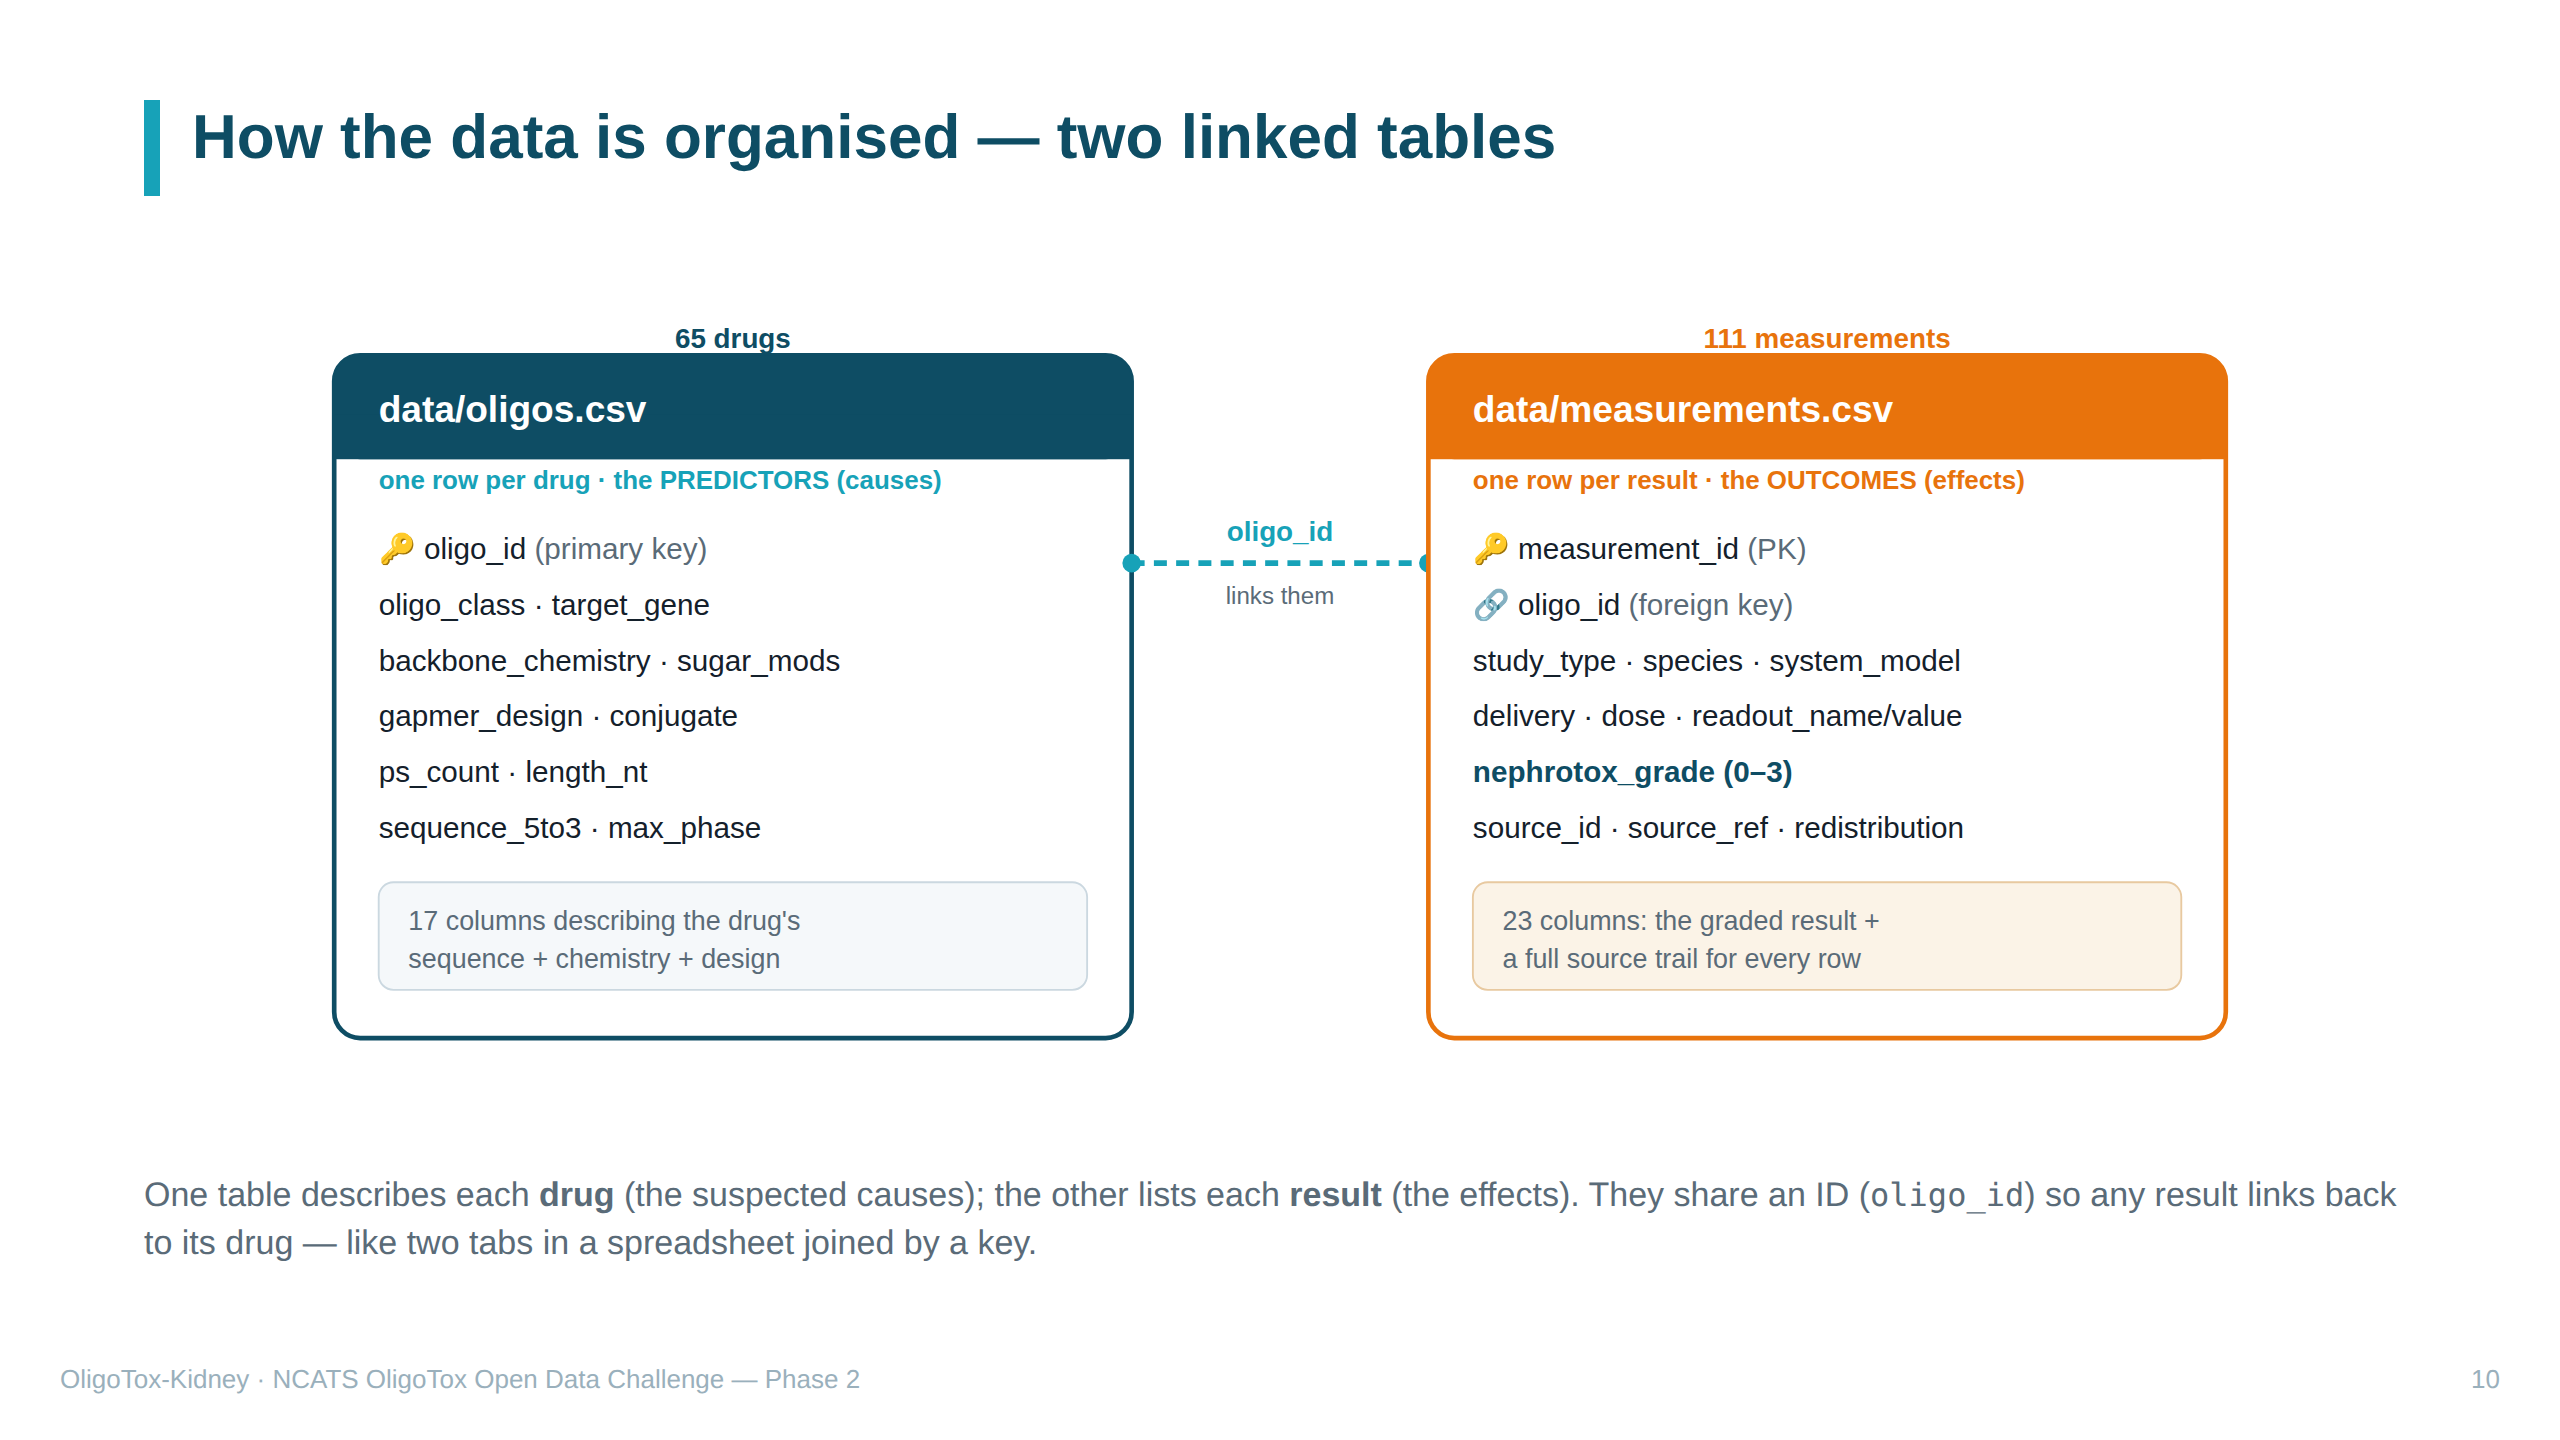 How the data is organised — two linked tables
65 drugs
data/oligos.csv
one row per drug · the PREDICTORS (causes)
🔑 oligo_id (primary key)
oligo_class · target_gene
backbone_chemistry · sugar_mods
gapmer_design · conjugate
ps_count · length_nt
sequence_5to3 · max_phase
17 columns describing the drug's
sequence + chemistry + design
oligo_id
links them
111 measurements
data/measurements.csv
one row per result · the OUTCOMES (effects)
🔑 measurement_id (PK)
🔗 oligo_id (foreign key)
study_type · species · system_model
delivery · dose · readout_name/value
nephrotox_grade (0–3)
source_id · source_ref · redistribution
23 columns: the graded result +
a full source trail for every row
One table describes each drug (the suspected causes); the other lists each result (the effects). They share an ID (oligo_id) so any result links back
to its drug — like two tabs in a spreadsheet joined by a key.
OligoTox-Kidney · NCATS OligoTox Open Data Challenge — Phase 2
10